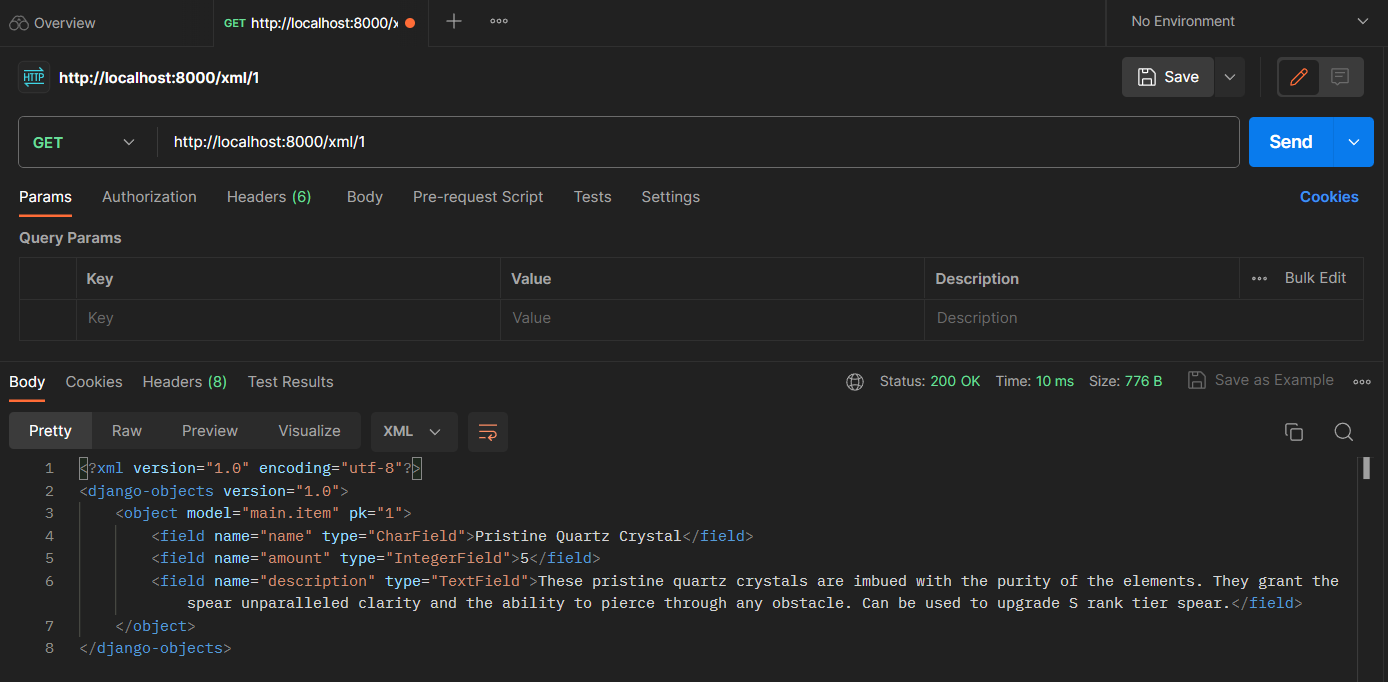 Overview
GET http://localhost:8000/x
No Environment
HTTP http://localhost:8000/xml/1
Save
GET http://localhost:8000/xml/1
Send
Params Authorization Headers (6) Body Pre-request Script Tests Settings Cookies
Query Params
Key Value Description Bulk Edit
Key Value Description
Body Cookies Headers (8) Test Results Status: 200 OK Time: 10 ms Size: 776 B Save as Example
Pretty Raw Preview Visualize XML
1 <?xml version="1.0" encoding="utf-8"?>
2 <django-objects version="1.0">
3 <object model="main.item" pk="1">
4 <field name="name" type="CharField">Pristine Quartz Crystal</field>
5 <field name="amount" type="IntegerField">5</field>
6 <field name="description" type="TextField">These pristine quartz crystals are imbued with the purity of the elements. They grant the
spear unparalleled clarity and the ability to pierce through any obstacle. Can be used to upgrade S rank tier spear.</field>
7 </object>
8 </django-objects>